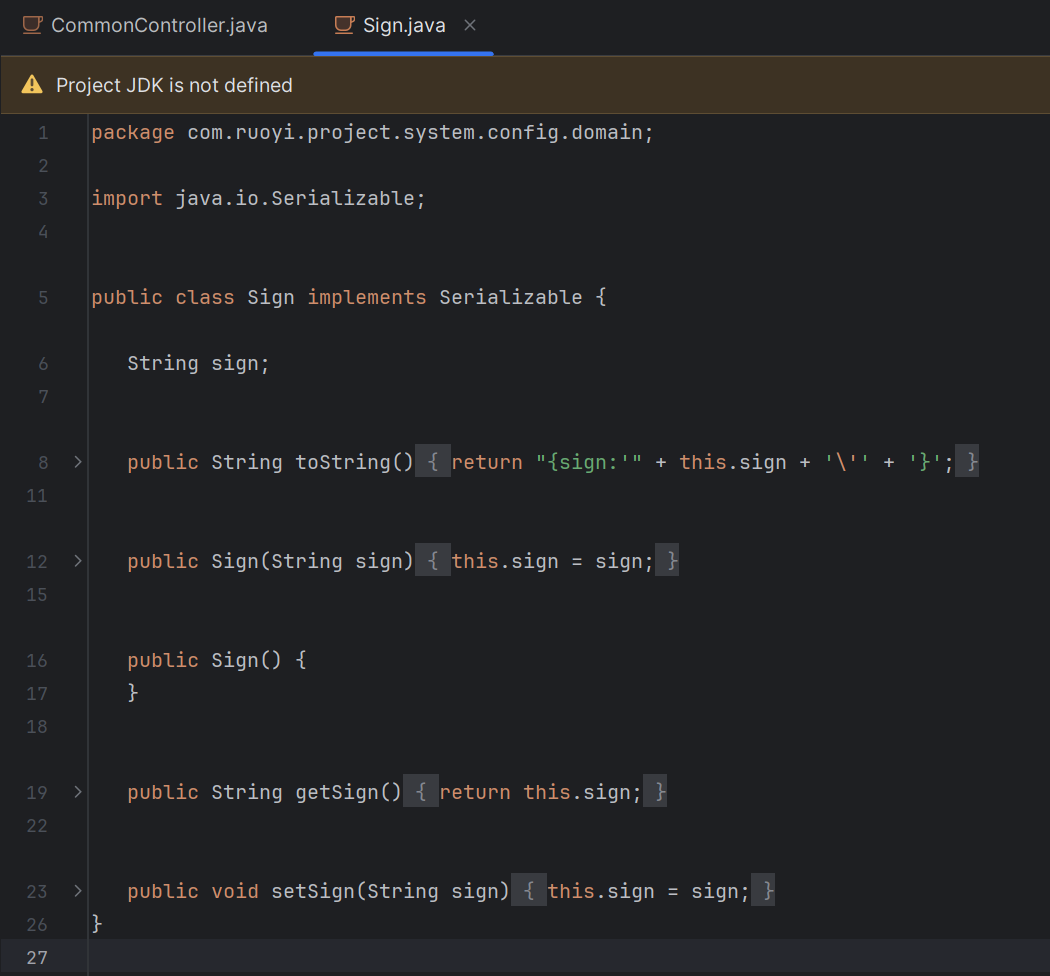 CommonController.java Sign.java
Project JDK is not defined
1 package com.ruoyi.project.system.config.domain;
2
3 import java.io.Serializable;
4
5 public class Sign implements Serializable {
6 String sign;
7
8 public String toString() { return "{sign:'" + this.sign + '\'' + '}'; }
11
12 public Sign(String sign) { this.sign = sign; }
15
16 public Sign() {
17 }
18
19 public String getSign() { return this.sign; }
22
23 public void setSign(String sign) { this.sign = sign; }
26 }
27